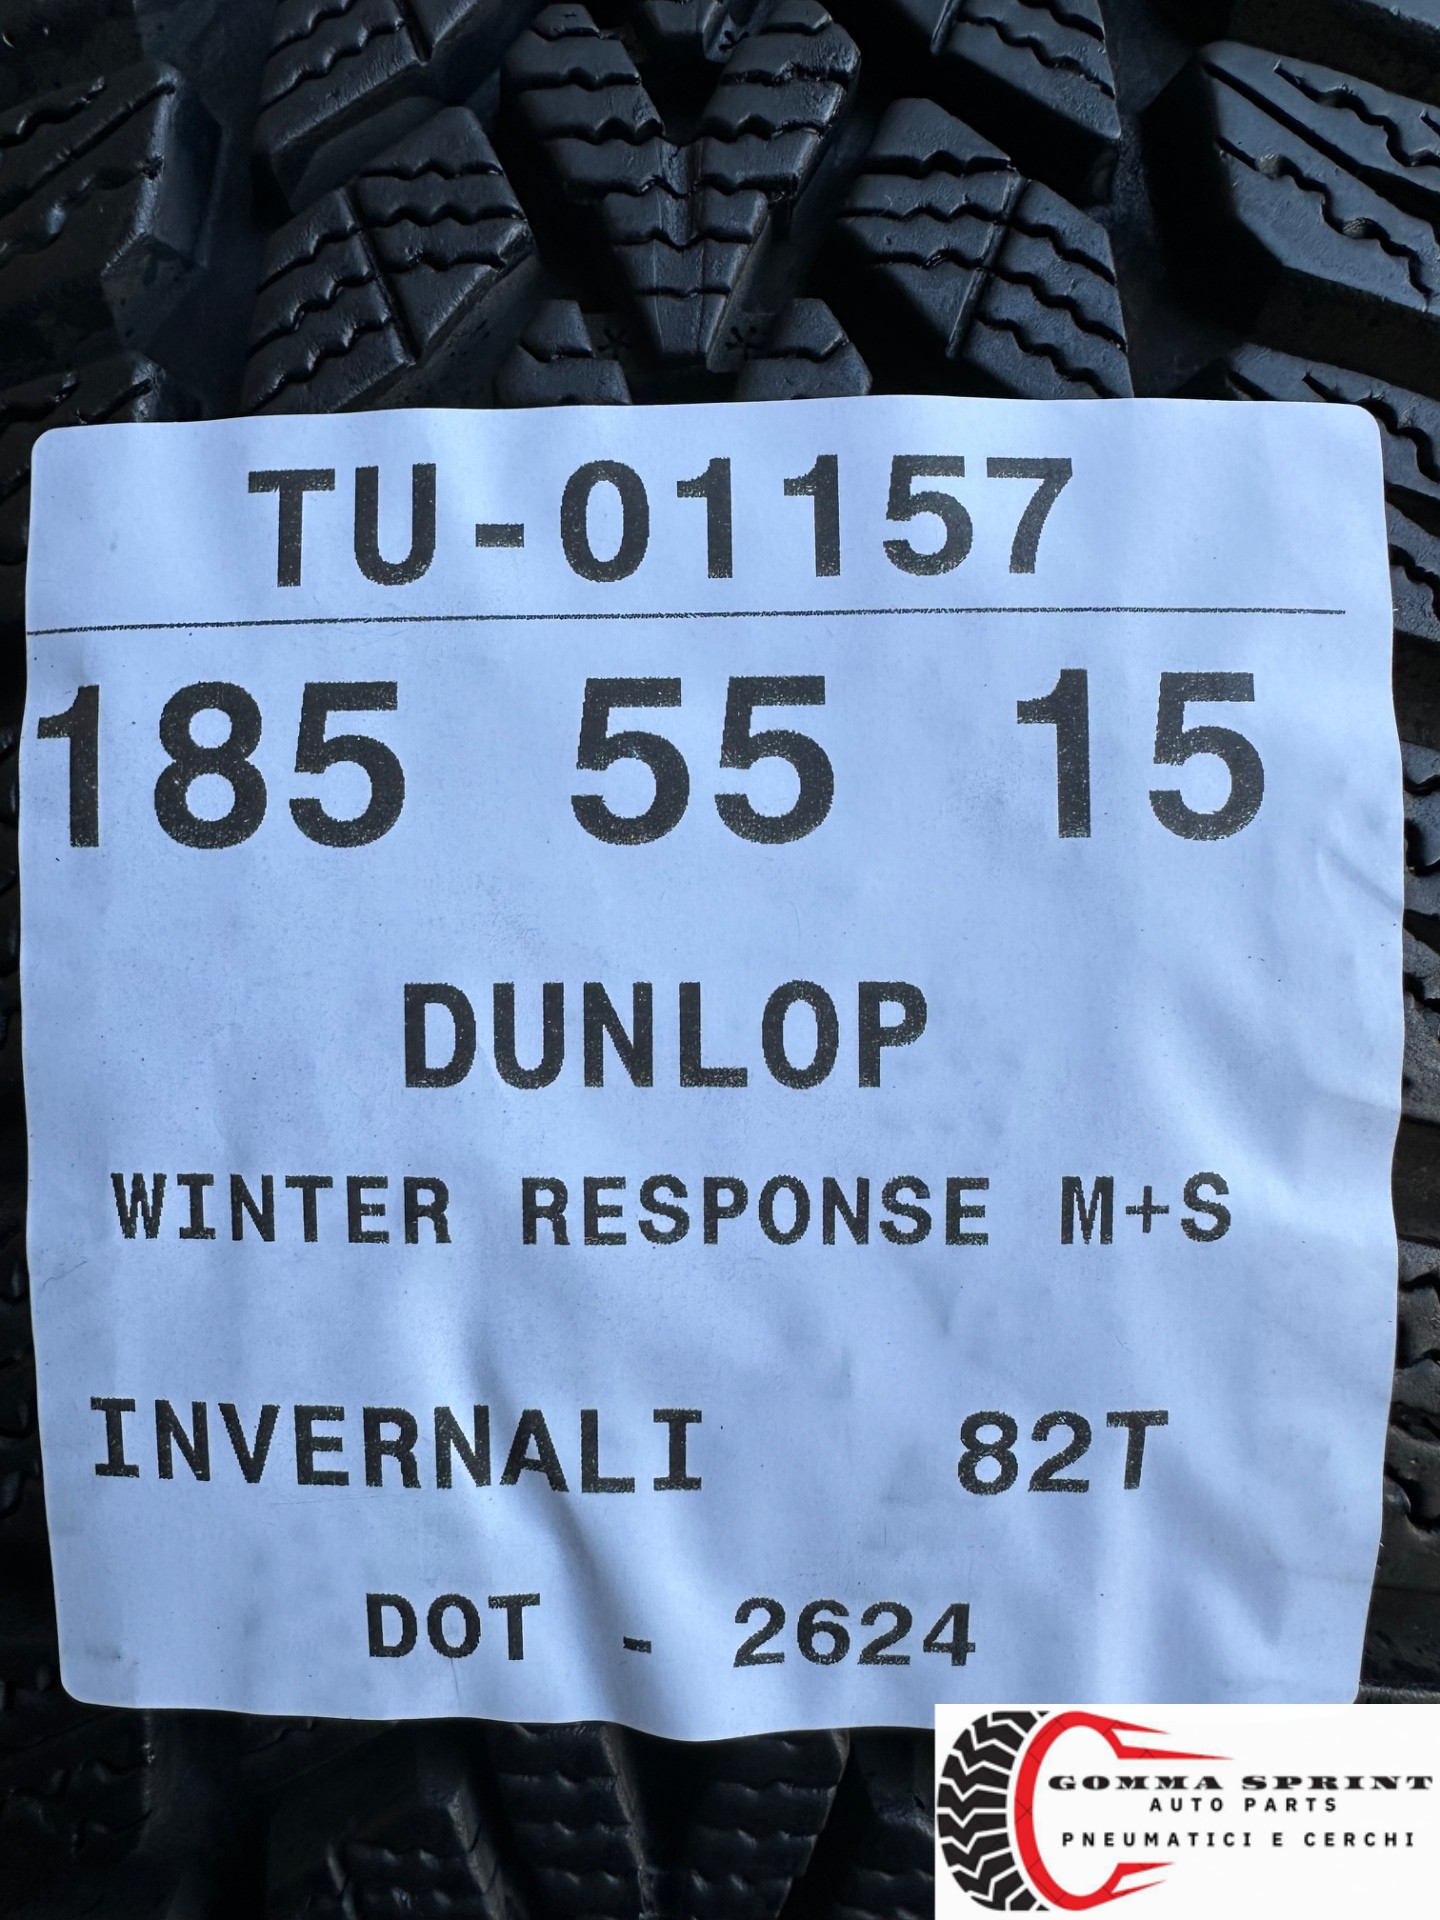 TU-01157
185 55 15
DUNLOP
WINTER RESPONSE M+S
INVERNALI 82T
DOT - 2624
GOMMA SPRINT
AUTO PARTS
PNEUMATICI E CERCHI